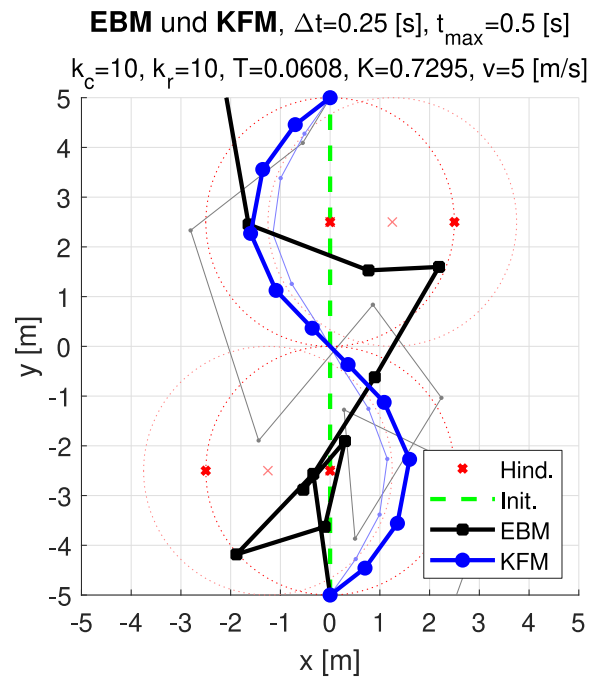 EBM und KFM, Δt=0.25 [s], t_max=0.5 [s]
k_c=10, k_r=10, T=0.0608, K=0.7295, v=5 [m/s]
5
4
3
2
1
0
-1
-2
-3
-4
-5
y [m]
Hind.
Init.
EBM
KFM
-5 -4 -3 -2 -1 0 1 2 3 4 5
x [m]